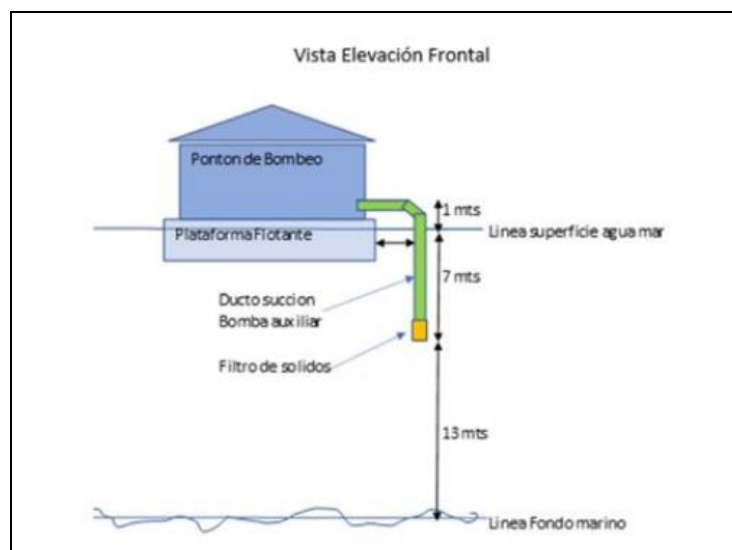 Vista Elevación Frontal
Ponton de Bombeo
1 mts
Plataforma Flotante
Linea superficie agua mar
7 mts
Ducto succion
Bomba auxiliar
Filtro de solidos
13 mts
Linea Fondo marino